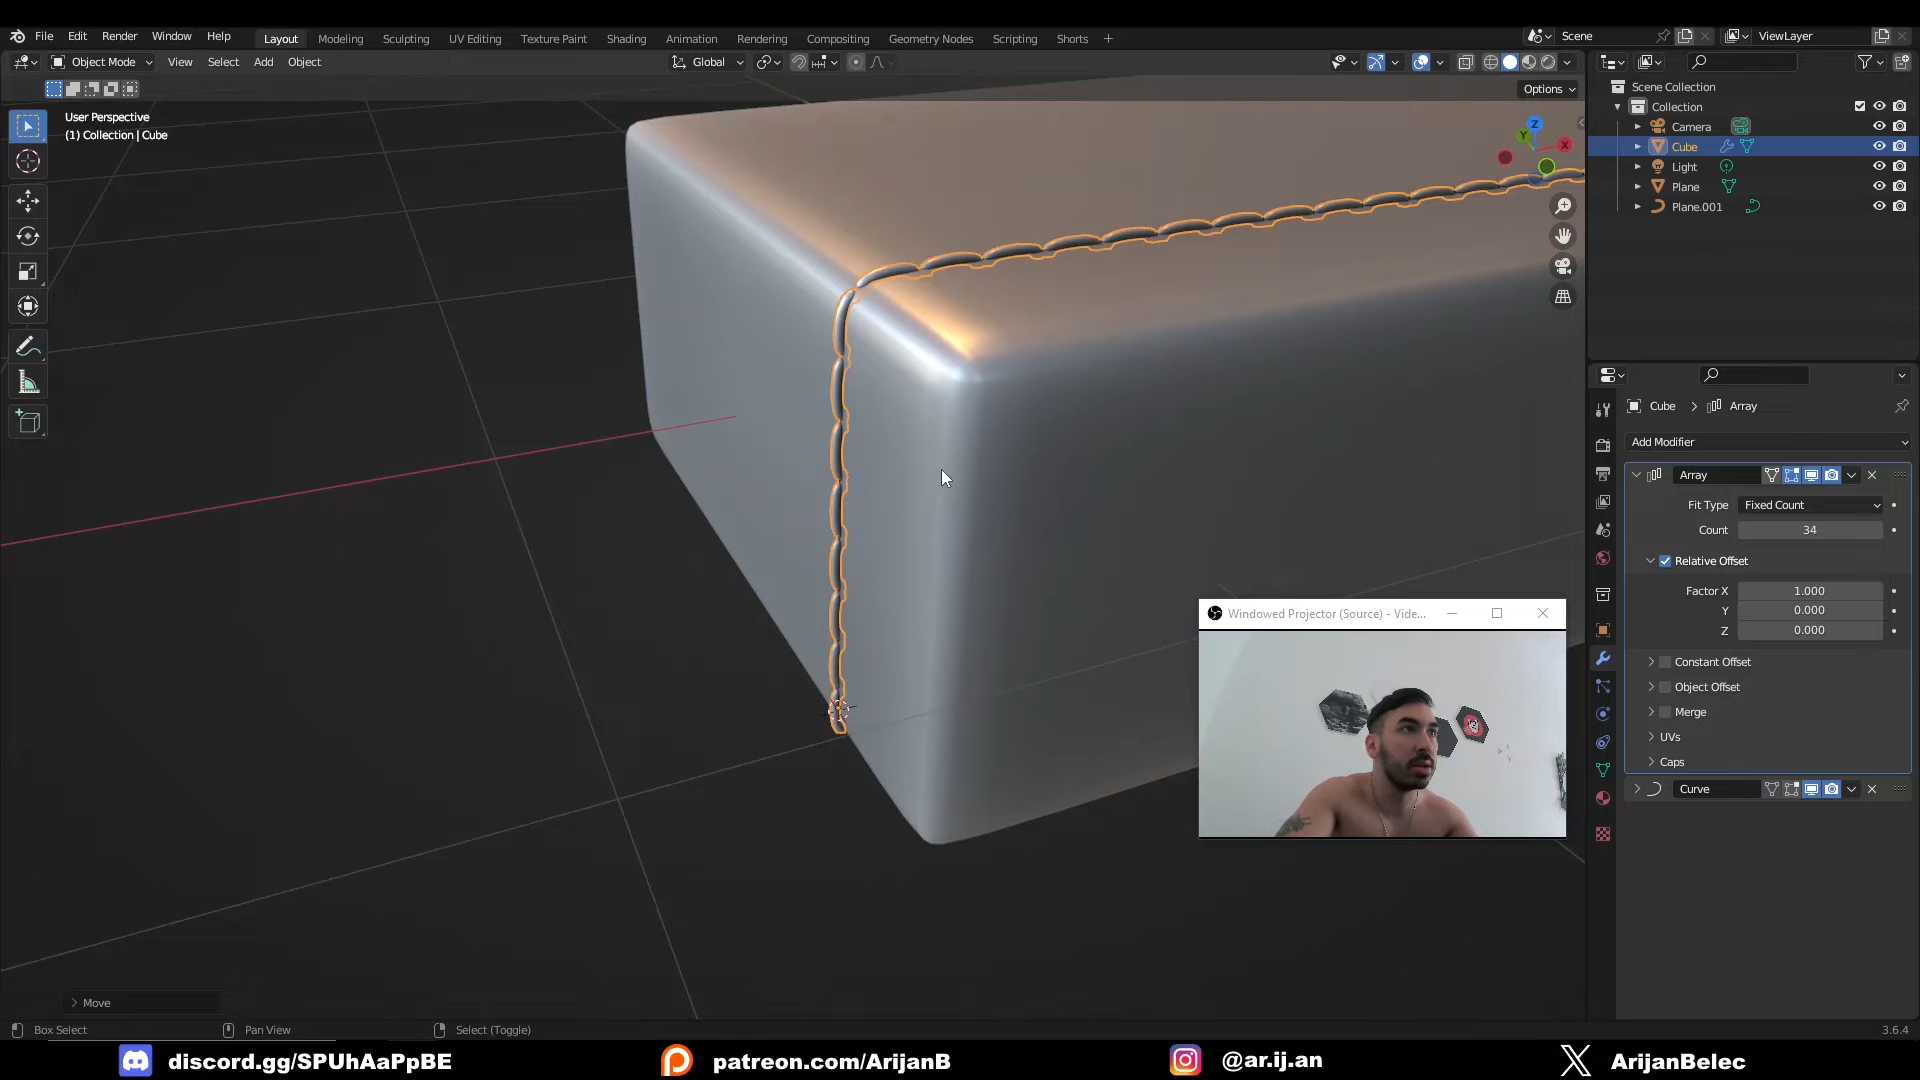 File Edit Render Window Help
Layout Modeling Sculpting UV Editing Texture Paint Shading Animation Rendering Compositing Geometry Nodes Scripting Shorts +
Scene
ViewLayer
Object Mode View Select Add Object
Global
Options
User Perspective
(1) Collection | Cube
Z
Y
X
Scene Collection
Collection
Camera
Cube
Light
Plane
Plane.001
Cube > Array
Add Modifier
Array
Fit Type Fixed Count
Count 34
Relative Offset
Factor X 1.000
Y 0.000
Z 0.000
Constant Offset
Object Offset
Merge
UVs
Caps
Curve
Windowed Projector (Source) - Vide...
Move
Box Select Pan View Select (Toggle)
3.6.4
discord.gg/SPUhAaPpBE patreon.com/ArijanB @ar.ij.an ArijanBelec